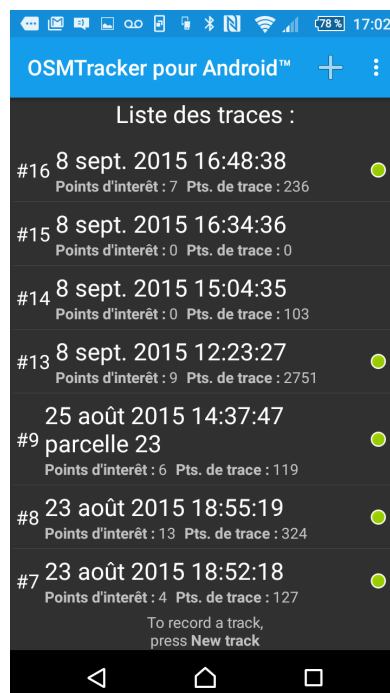 78% 17:02
OSMTracker pour Android™
Liste des traces :
#16 8 sept. 2015 16:48:38
Points d'interêt : 7 Pts. de trace : 236
#15 8 sept. 2015 16:34:36
Points d'interêt : 0 Pts. de trace : 0
#14 8 sept. 2015 15:04:35
Points d'interêt : 0 Pts. de trace : 103
#13 8 sept. 2015 12:23:27
Points d'interêt : 9 Pts. de trace : 2751
25 août 2015 14:37:47
#9 parcelle 23
Points d'interêt : 6 Pts. de trace : 119
#8 23 août 2015 18:55:19
Points d'interêt : 13 Pts. de trace : 324
#7 23 août 2015 18:52:18
Points d'interêt : 4 Pts. de trace : 127
To record a track,
press New track